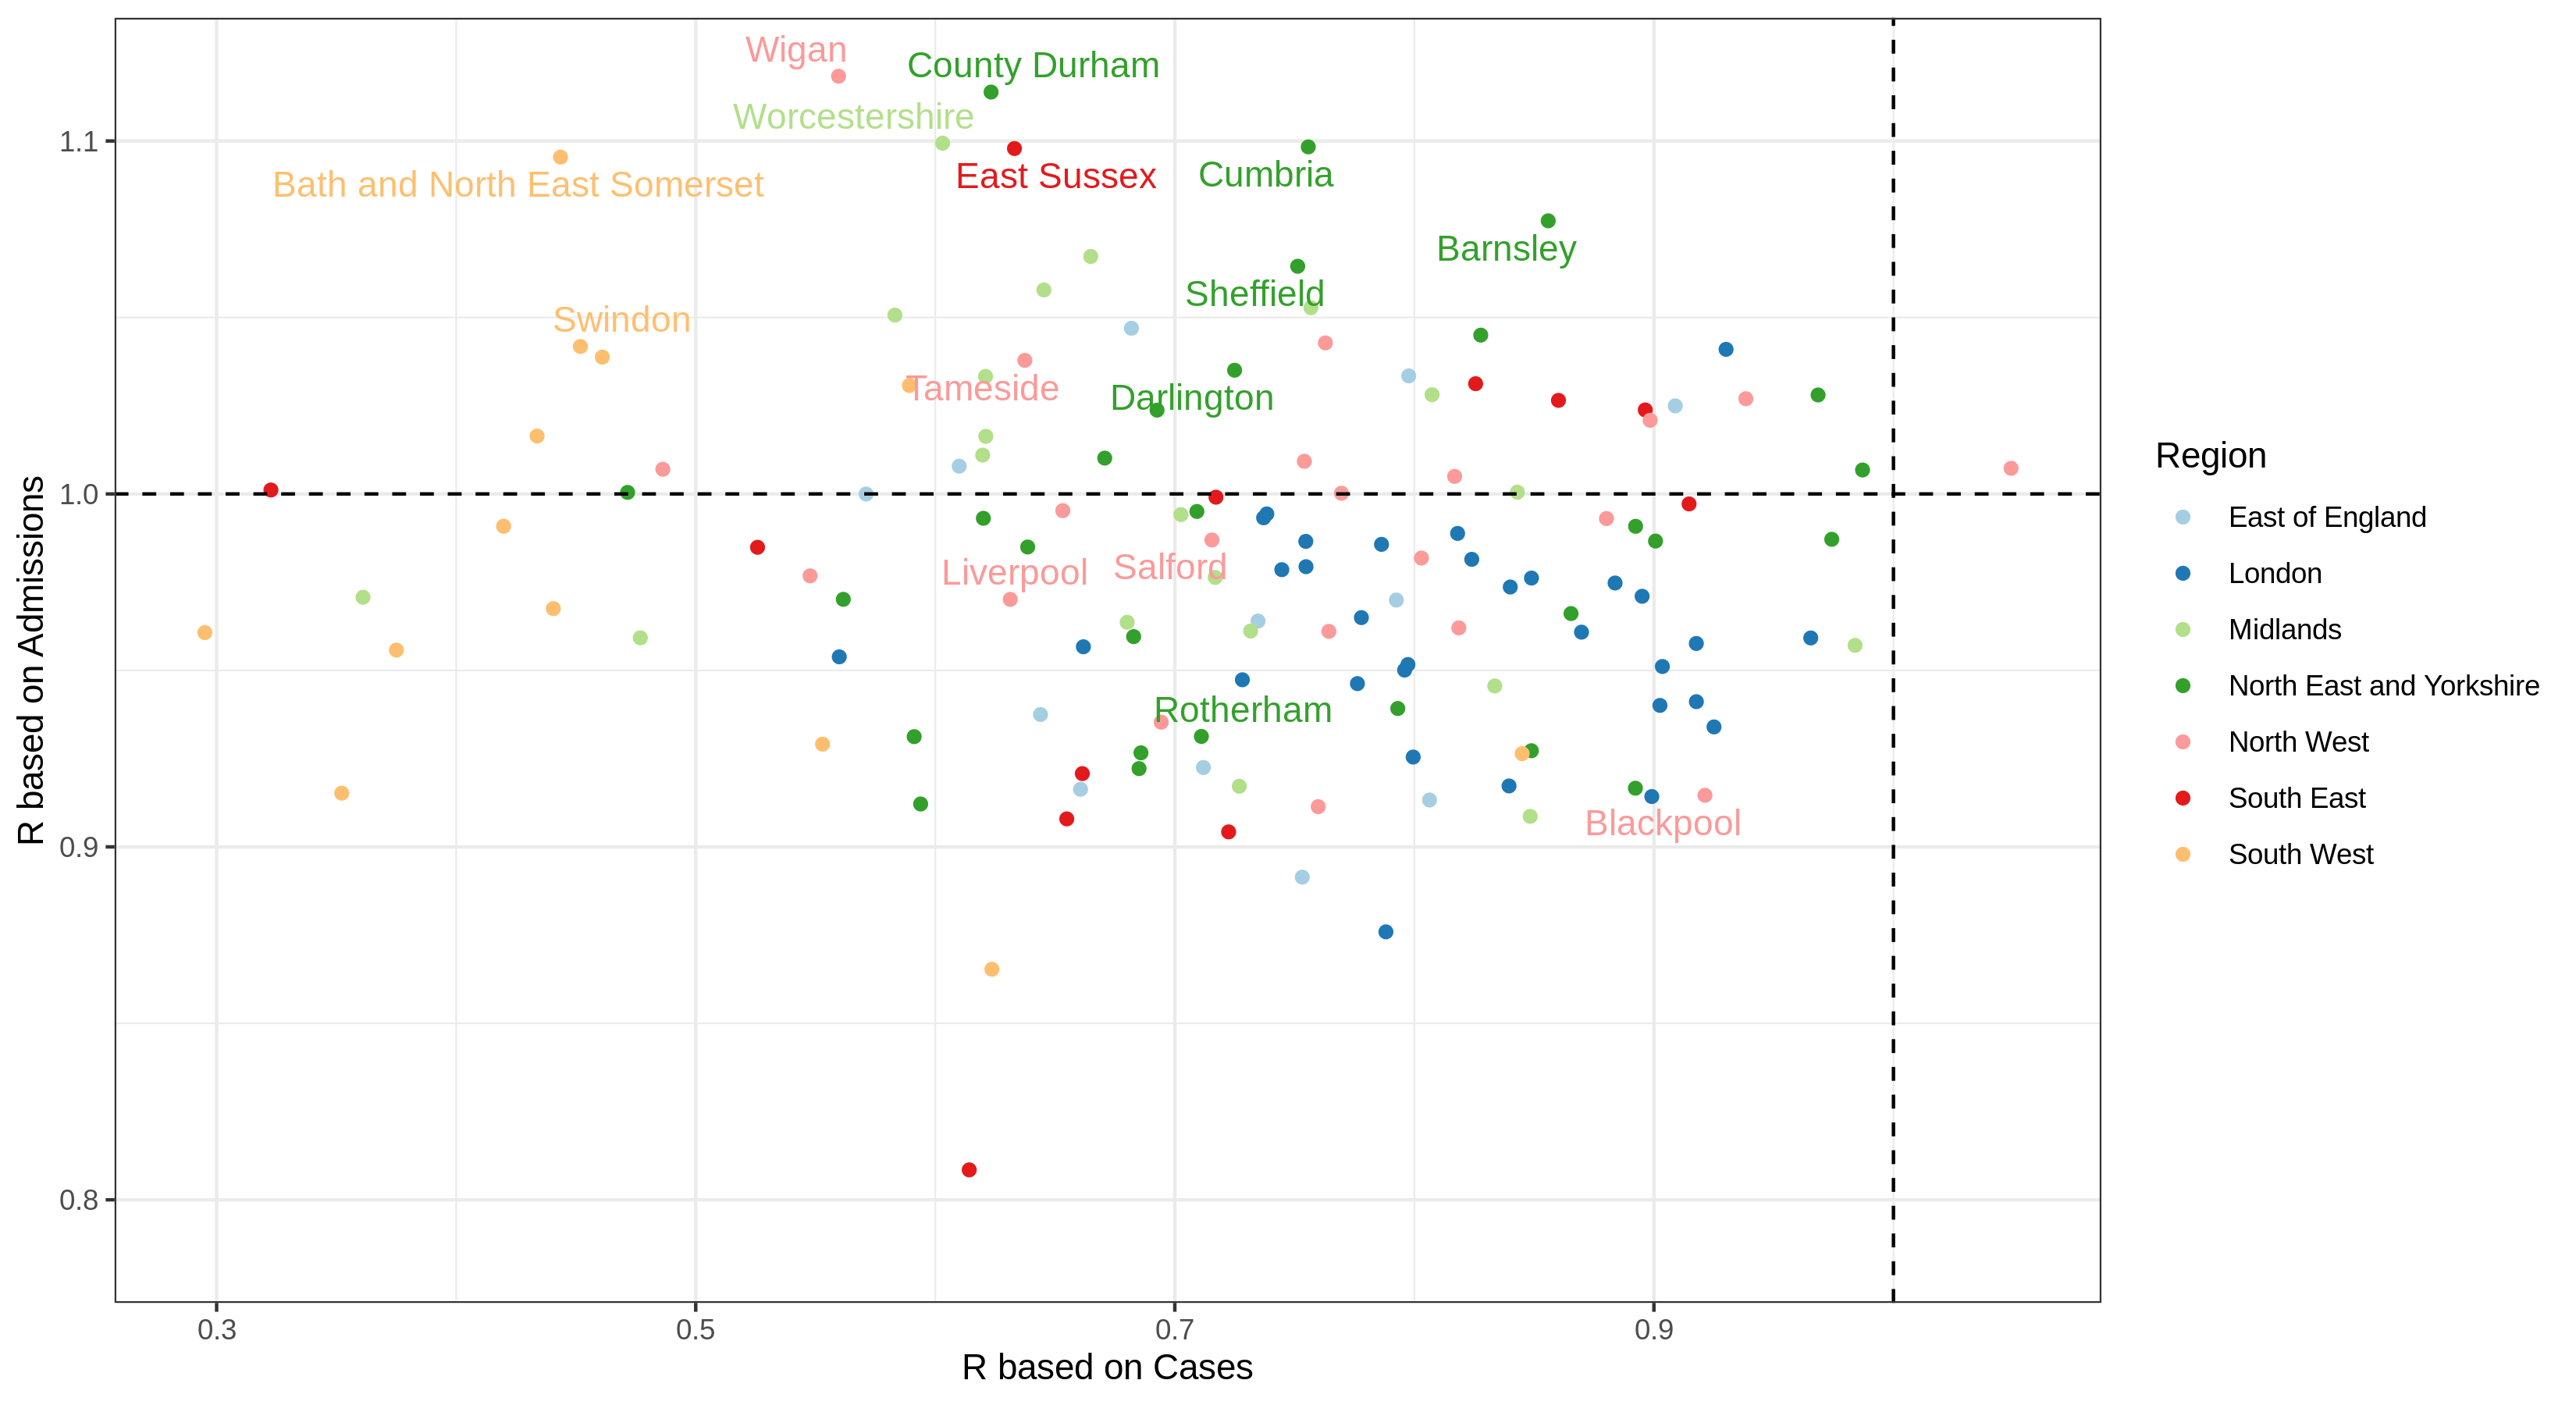 Wigan
County Durham
Worcestershire
1.1
Bath and North East Somerset
East Sussex
Cumbria
Barnsley
Sheffield
Swindon
Tameside
Darlington
1.0
Liverpool
Salford
Rotherham
Blackpool
0.9
0.8
R based on Admissions
0.3
0.5
0.7
0.9
R based on Cases
Region
East of England
London
Midlands
North East and Yorkshire
North West
South East
South West